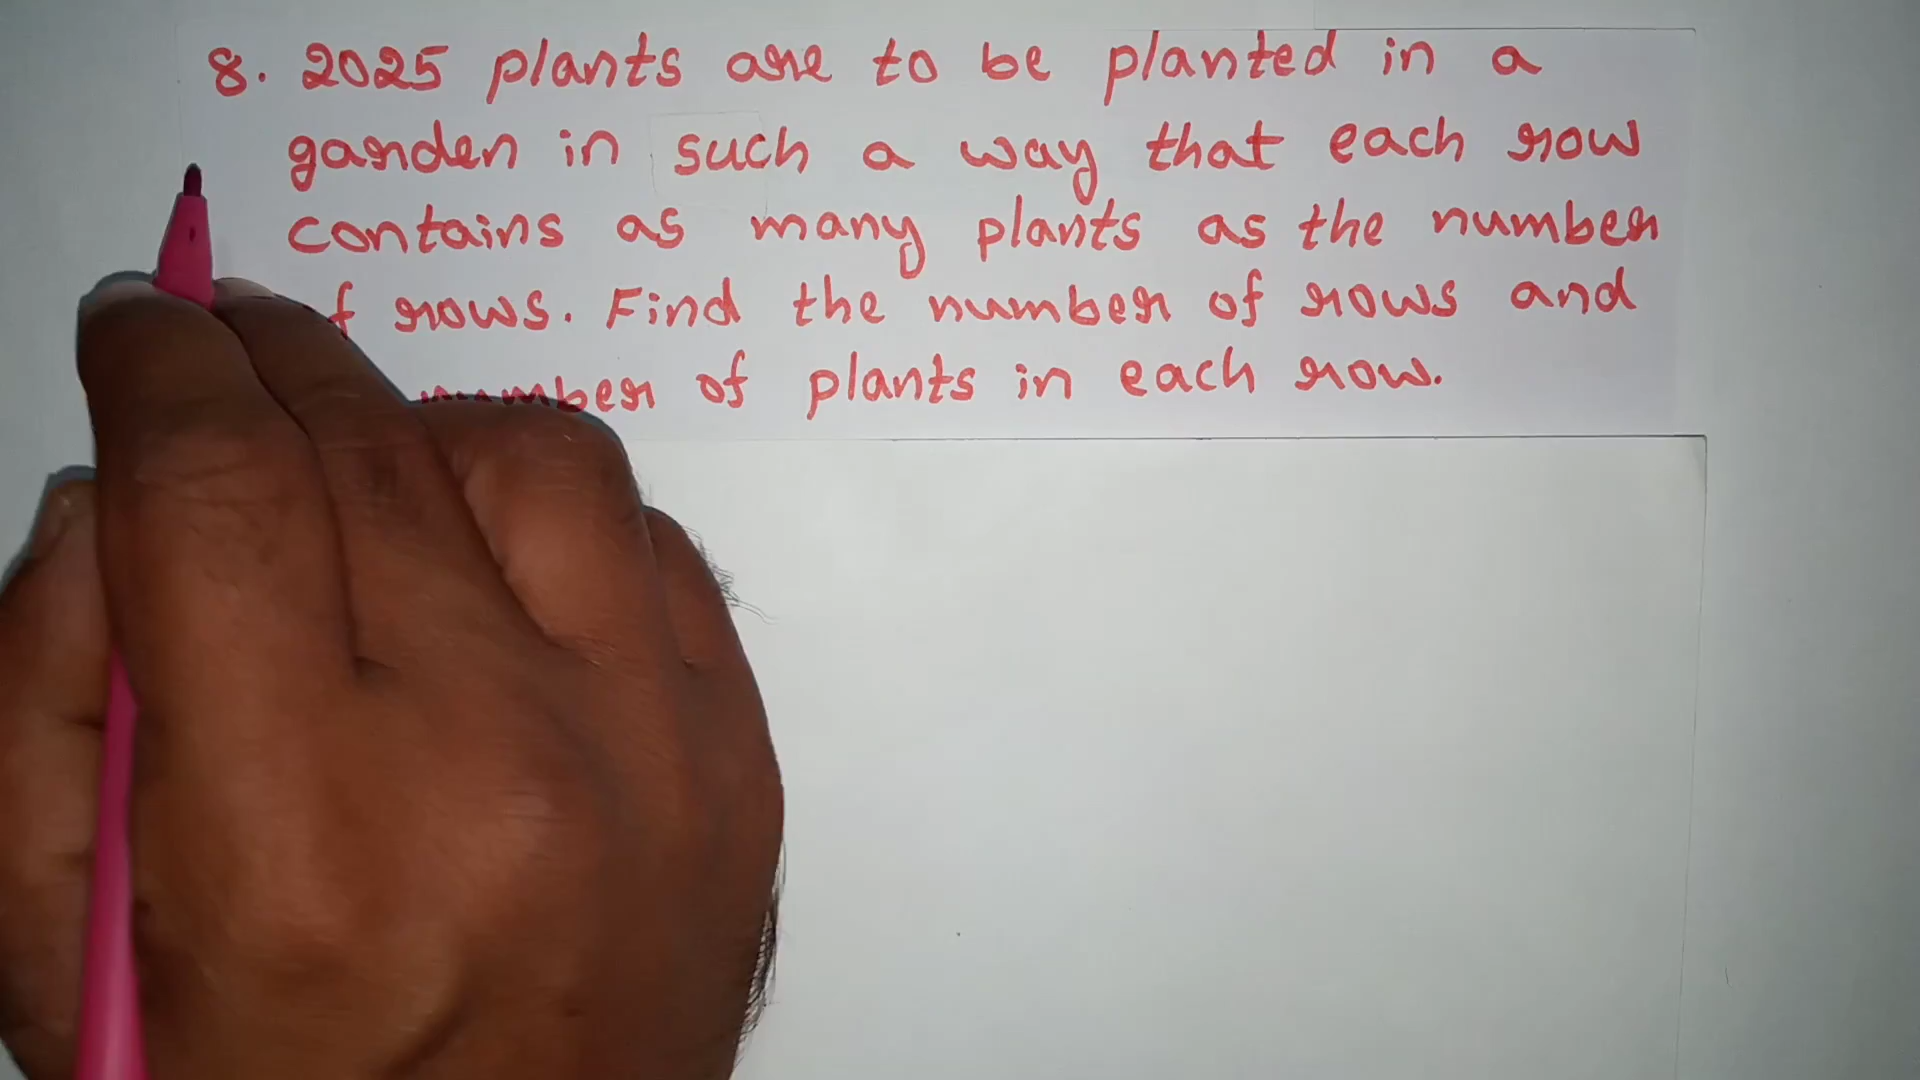 8. 2025 plants are to be planted in a
garden in such a way that each row
contains as many plants as the number
rows. Find the number of rows and
number of plants in each row.